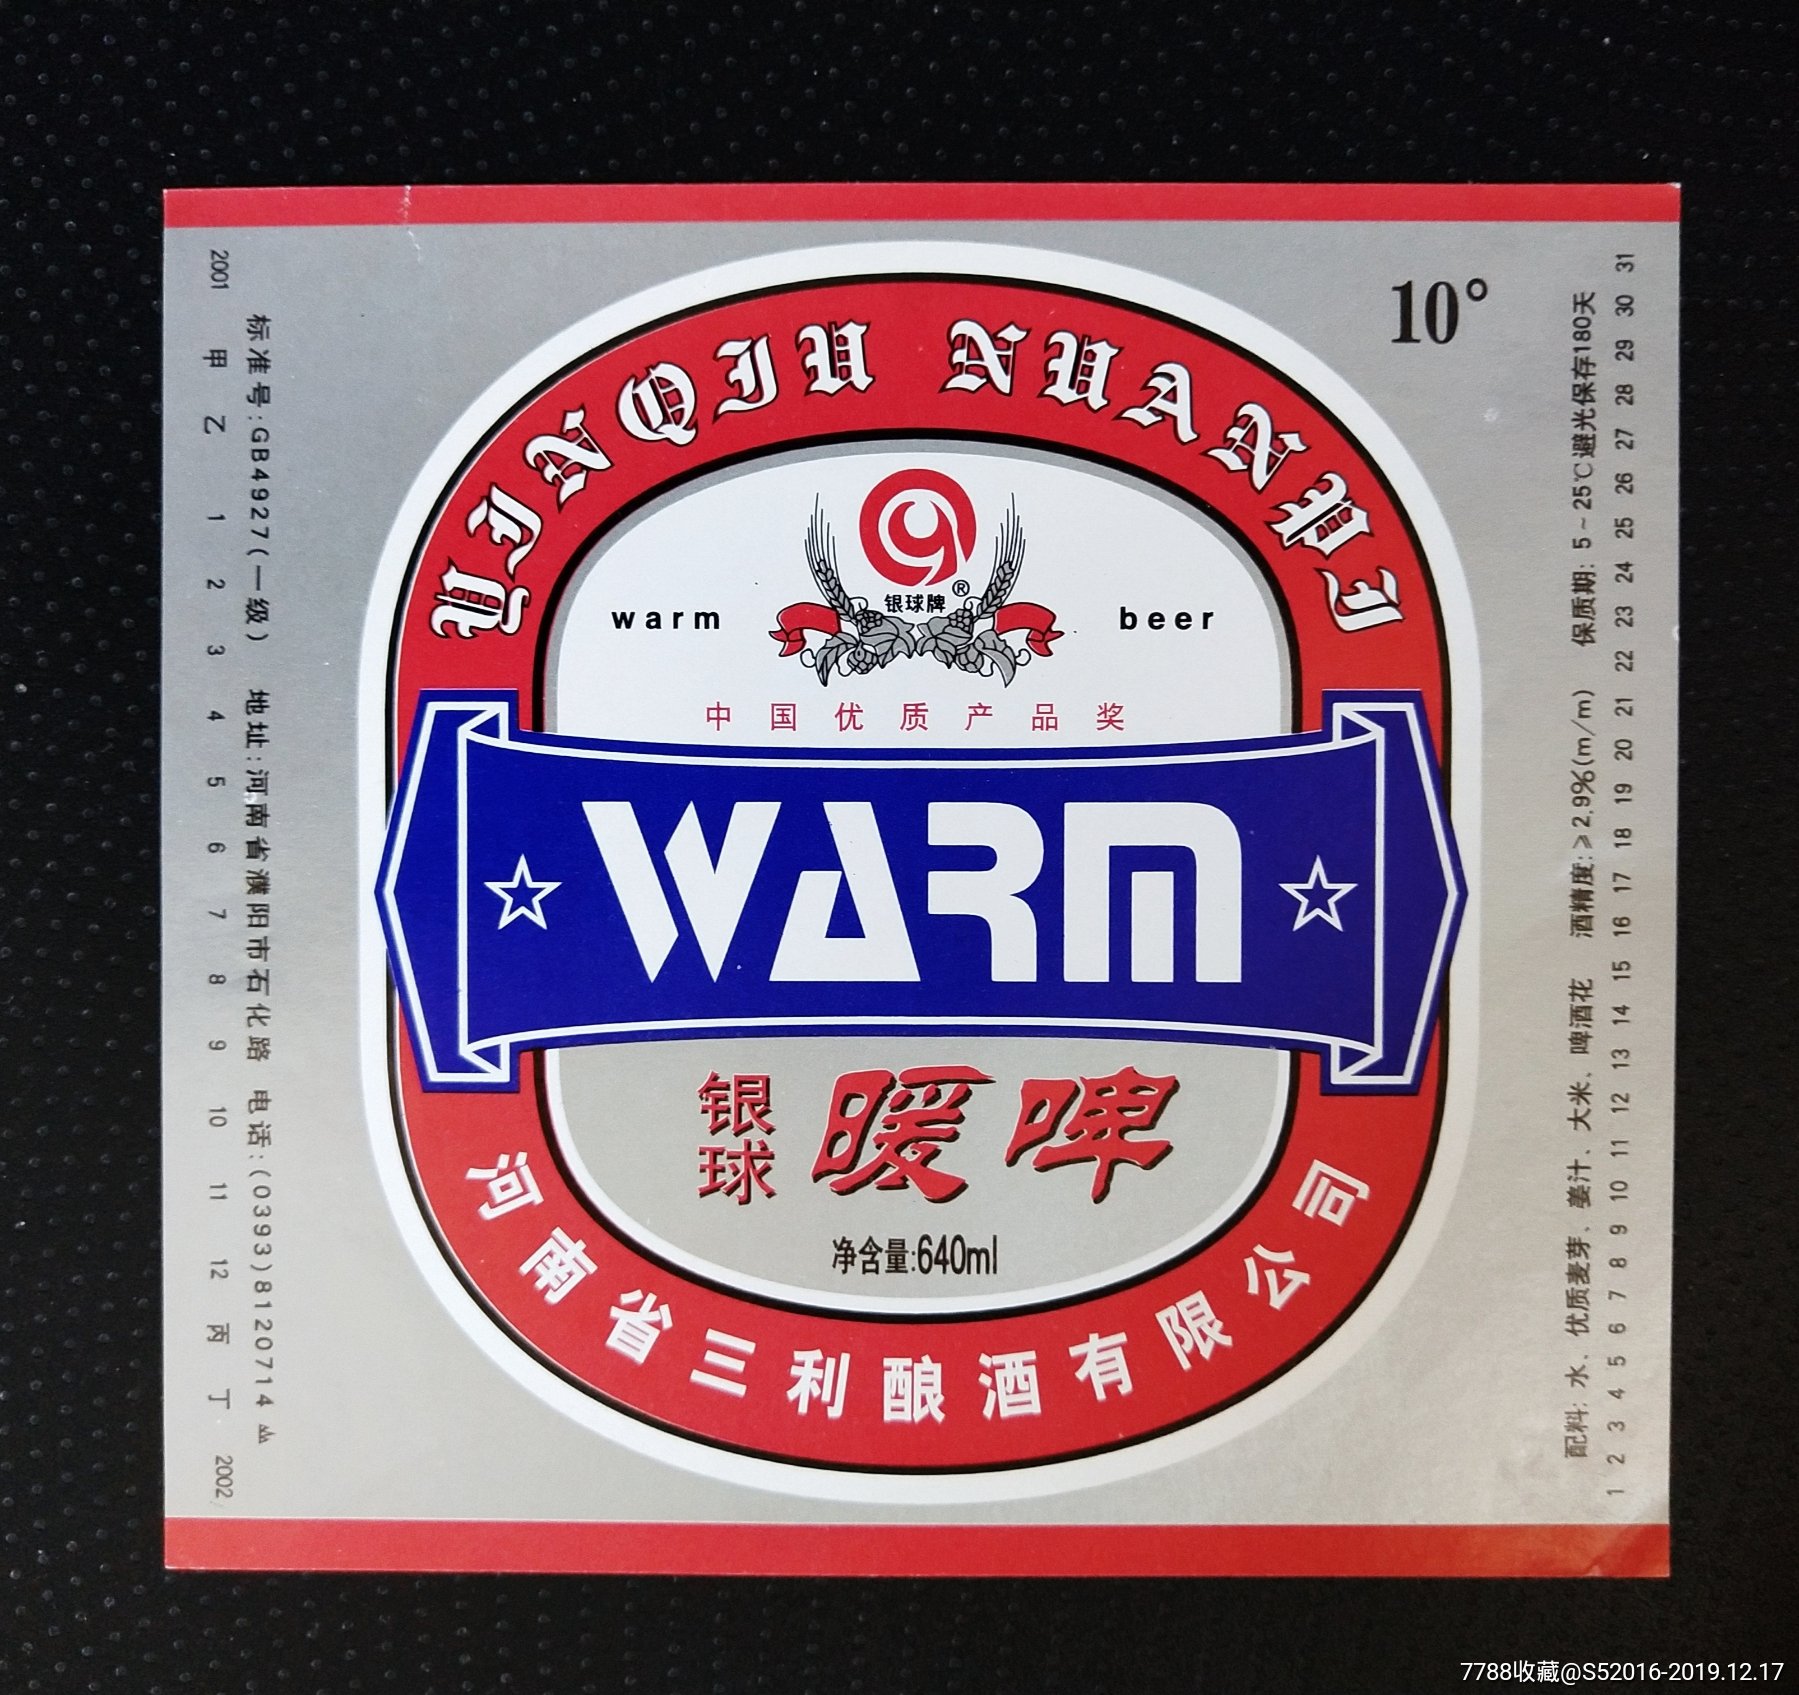 10°
YINQIU NUANPI
银球牌®
warm beer
中国优质产品奖
WARM
银球
暖啤
净含量:640ml
河南省三利酿酒有限公司
2001 甲 乙 1 2 3 4 5 6 7 8 9 10 11 12 丙 丁 2002
标准号:GB4927(一级) 地址:河南省濮阳市石化路 电话:(0393)8120714
配料: 水、优质麦芽、姜汁、大米、啤酒花 酒精度:≥2.9%(m/m) 保质期: 5~25℃避光保存180天
1 2 3 4 5 6 7 8 9 10 11 12 13 14 15 16 17 18 19 20 21 22 23 24 25 26 27 28 29 30 31
7788收藏@S52016-2019.12.17